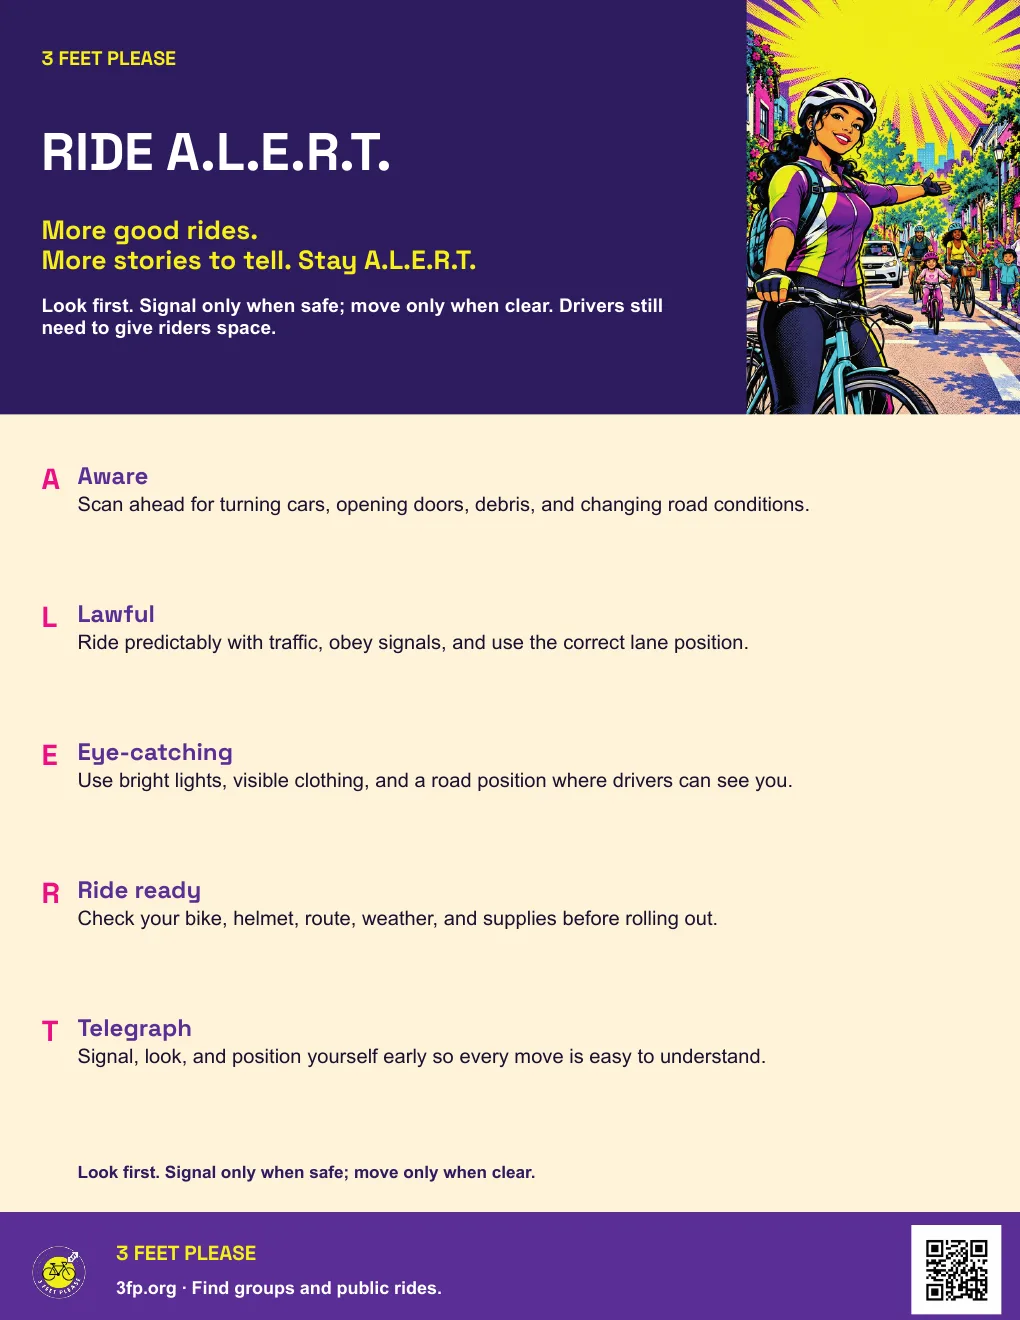 3 FEET PLEASE
RIDE A.L.E.R.T.
More good rides.
More stories to tell. Stay A.L.E.R.T.
Look first. Signal only when safe; move only when clear. Drivers still
need to give riders space.
A Aware
Scan ahead for turning cars, opening doors, debris, and changing road conditions.
L Lawful
Ride predictably with traffic, obey signals, and use the correct lane position.
E Eye-catching
Use bright lights, visible clothing, and a road position where drivers can see you.
R Ride ready
Check your bike, helmet, route, weather, and supplies before rolling out.
T Telegraph
Signal, look, and position yourself early so every move is easy to understand.
Look first. Signal only when safe; move only when clear.
3 FEET PLEASE
3 FEET PLEASE
3fp.org · Find groups and public rides.